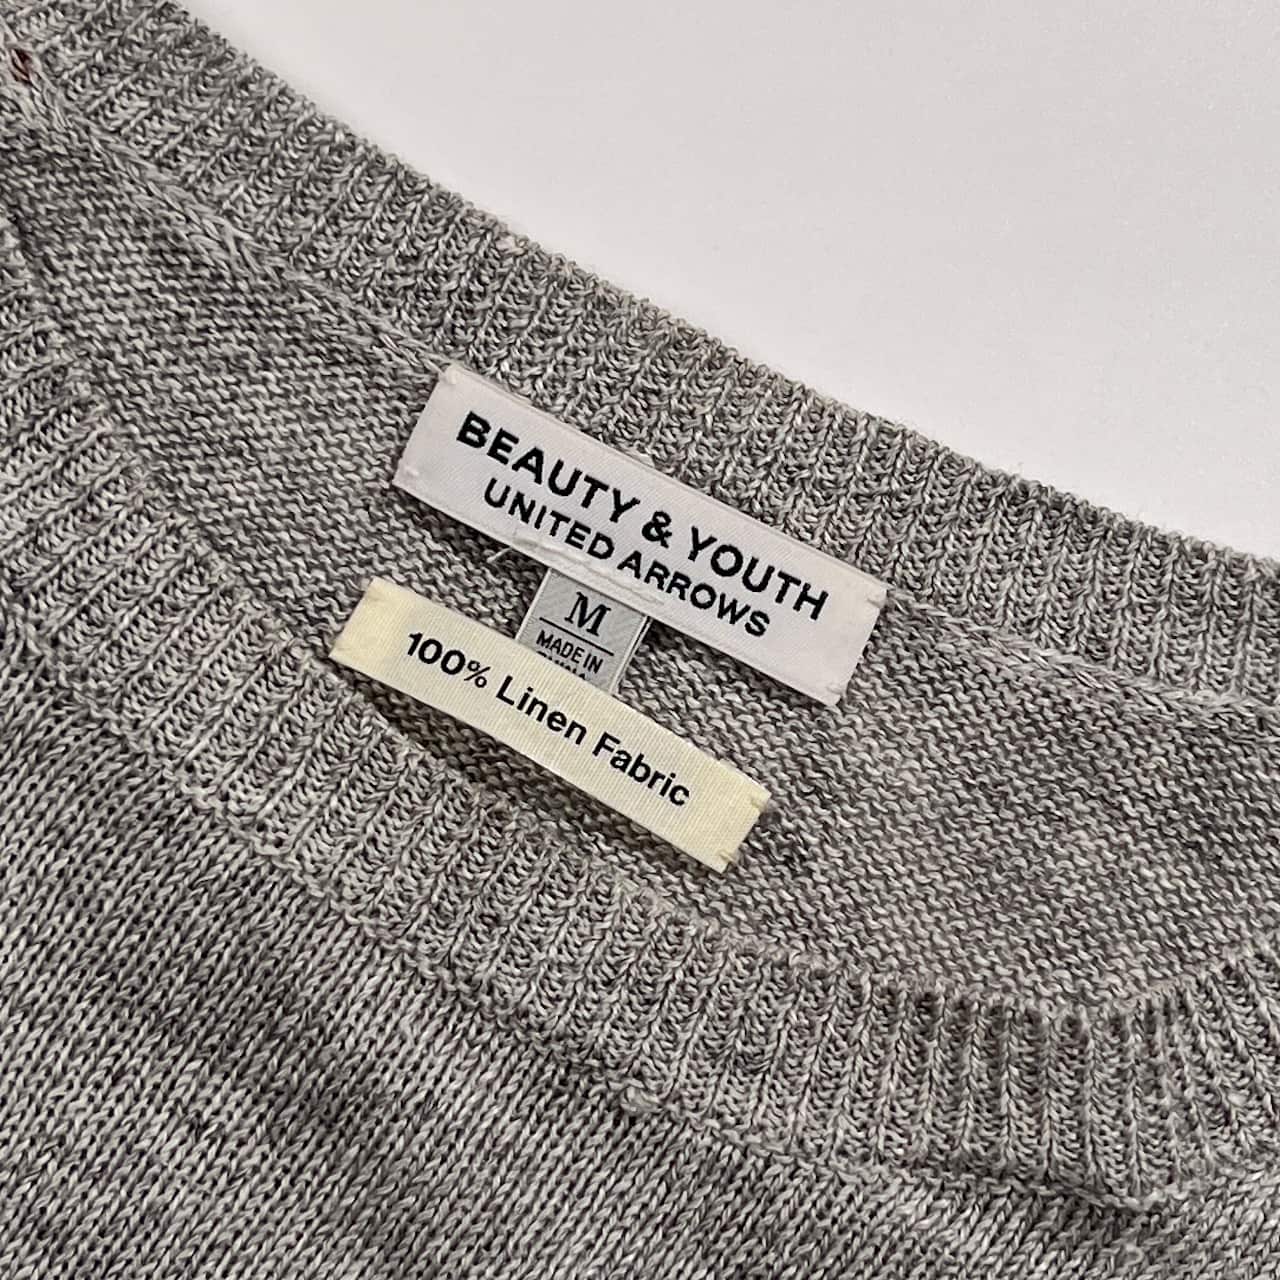 BEAUTY & YOUTH
UNITED ARROWS
M
MADE IN
100% Linen Fabric